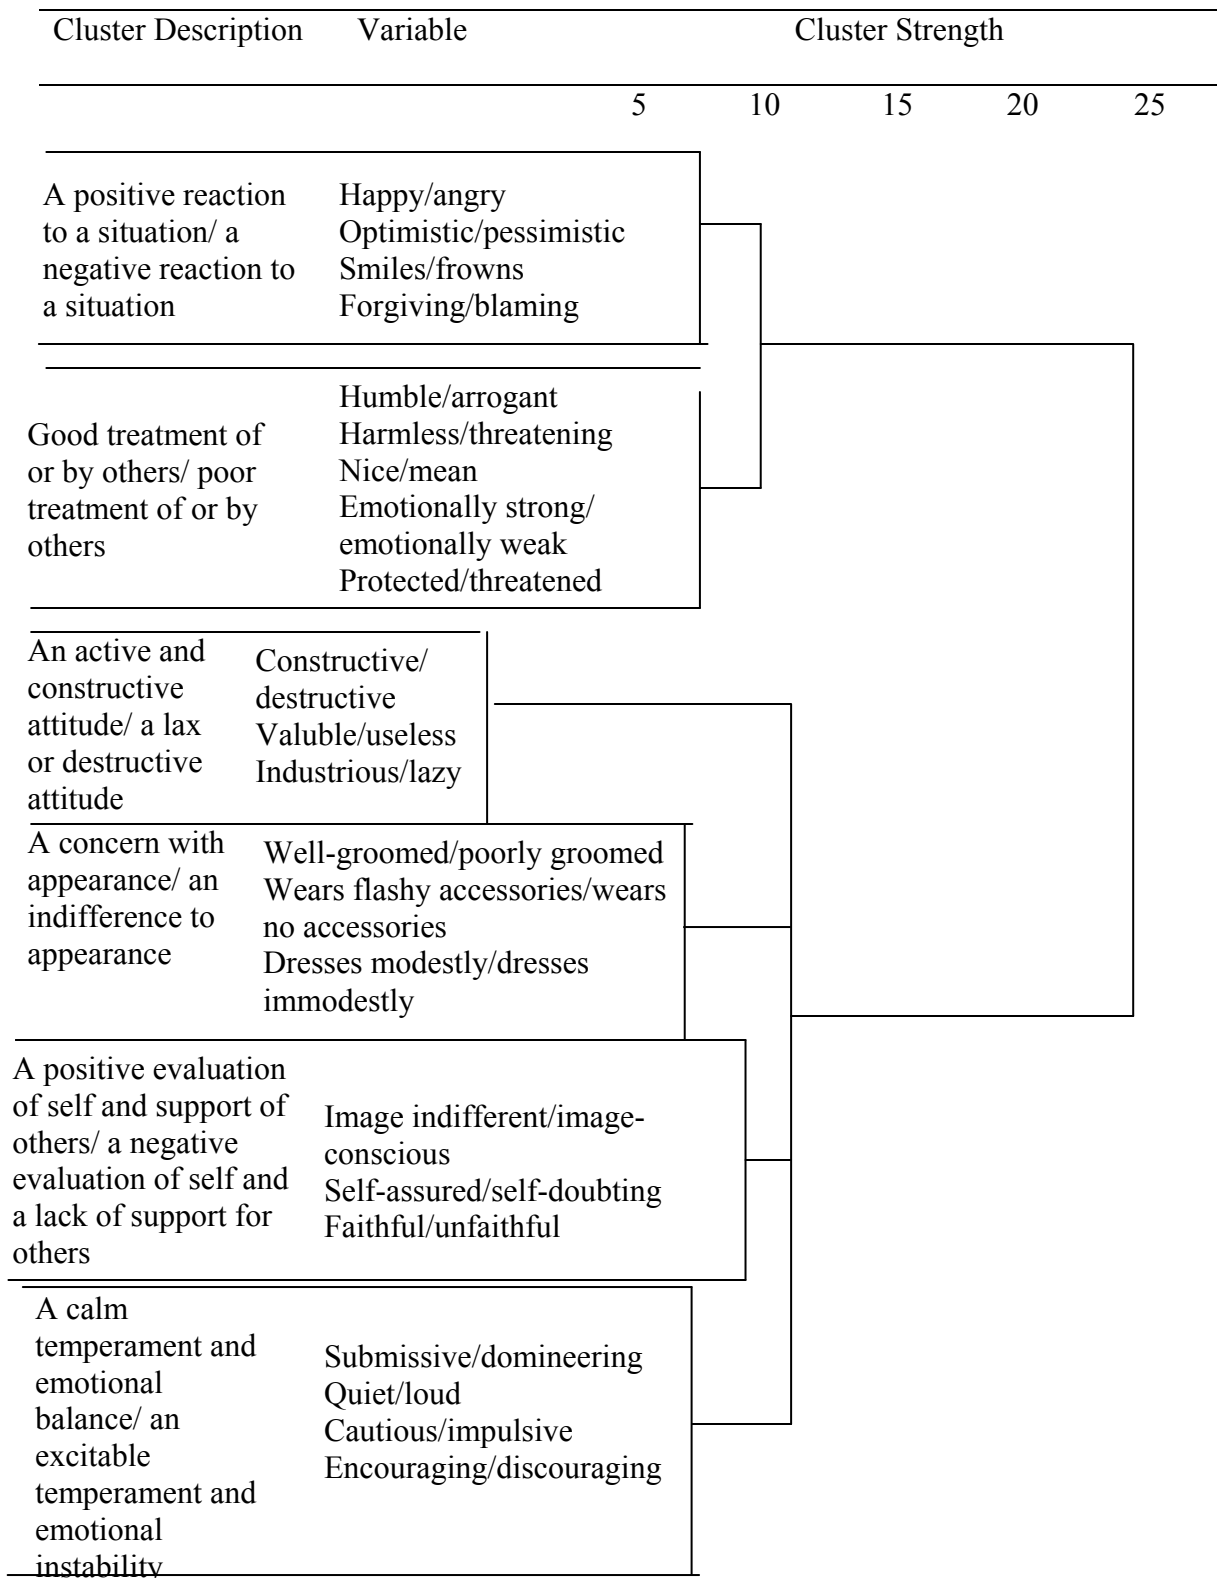 Cluster Description Variable Cluster Strength
5 10 15 20 25
A positive reaction
to a situation/ a
negative reaction to
a situation
Happy/angry
Optimistic/pessimistic
Smiles/frowns
Forgiving/blaming
Good treatment of
or by others/ poor
treatment of or by
others
Humble/arrogant
Harmless/threatening
Nice/mean
Emotionally strong/
emotionally weak
Protected/threatened
An active and
constructive
attitude/ a lax
or destructive
attitude
Constructive/
destructive
Valuble/useless
Industrious/lazy
A concern with
appearance/ an
indifference to
appearance
Well-groomed/poorly groomed
Wears flashy accessories/wears
no accessories
Dresses modestly/dresses
immodestly
A positive evaluation
of self and support of
others/ a negative
evaluation of self and
a lack of support for
others
Image indifferent/image-
conscious
Self-assured/self-doubting
Faithful/unfaithful
A calm
temperament and
emotional
balance/ an
excitable
temperament and
emotional
instability
Submissive/domineering
Quiet/loud
Cautious/impulsive
Encouraging/discouraging